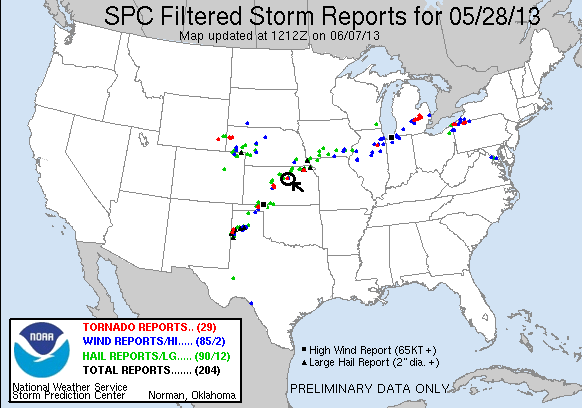 SPC Filtered Storm Reports for 05/28/13
Map updated at 1212Z on 06/07/13
TORNADO REPORTS.. (29)
WIND REPORTS/HI..... (85/2)
HAIL REPORTS/LG..... (90/12)
TOTAL REPORTS....... (204)
NOAA
National Weather Service
Storm Prediction Center Norman, Oklahoma
High Wind Report (65KT +)
Large Hail Report (2" dia. +)
PRELIMINARY DATA ONLY